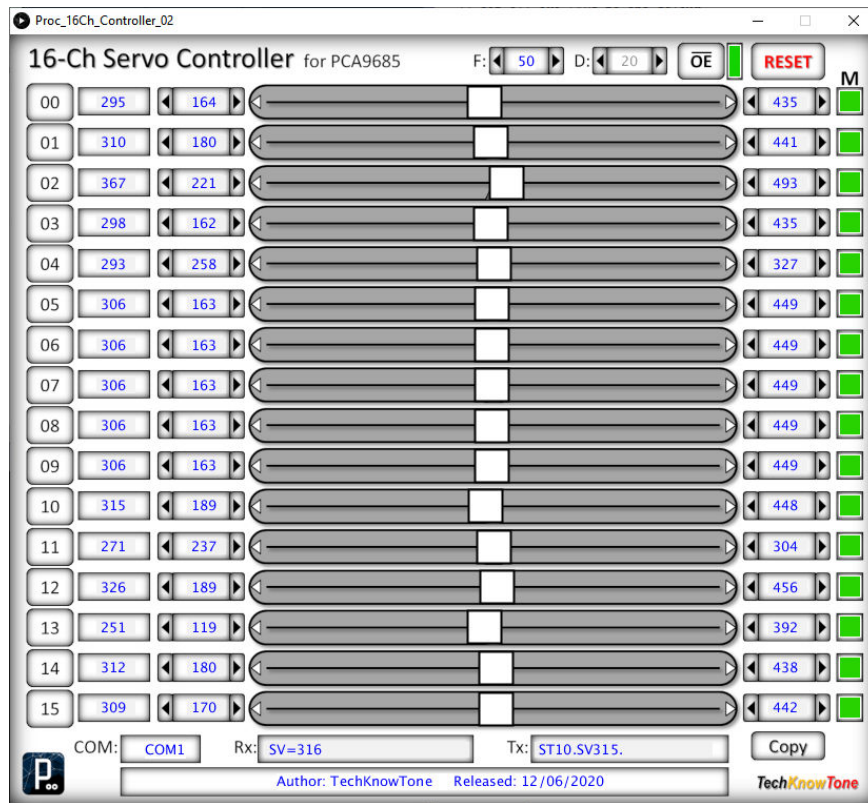 Proc_16Ch_Controller_02
16-Ch Servo Controller for PCA9685 F: 50 D: 20 OE RESET
M
00 295 164 435
01 310 180 441
02 367 221 493
03 298 162 435
04 293 258 327
05 306 163 449
06 306 163 449
07 306 163 449
08 306 163 449
09 306 163 449
10 315 189 448
11 271 237 304
12 326 189 456
13 251 119 392
14 312 180 438
15 309 170 442
COM: COM1 Rx: SV=316 Tx: ST10.SV315. Copy
P. Author: TechKnowTone Released: 12/06/2020 TechKnowTone